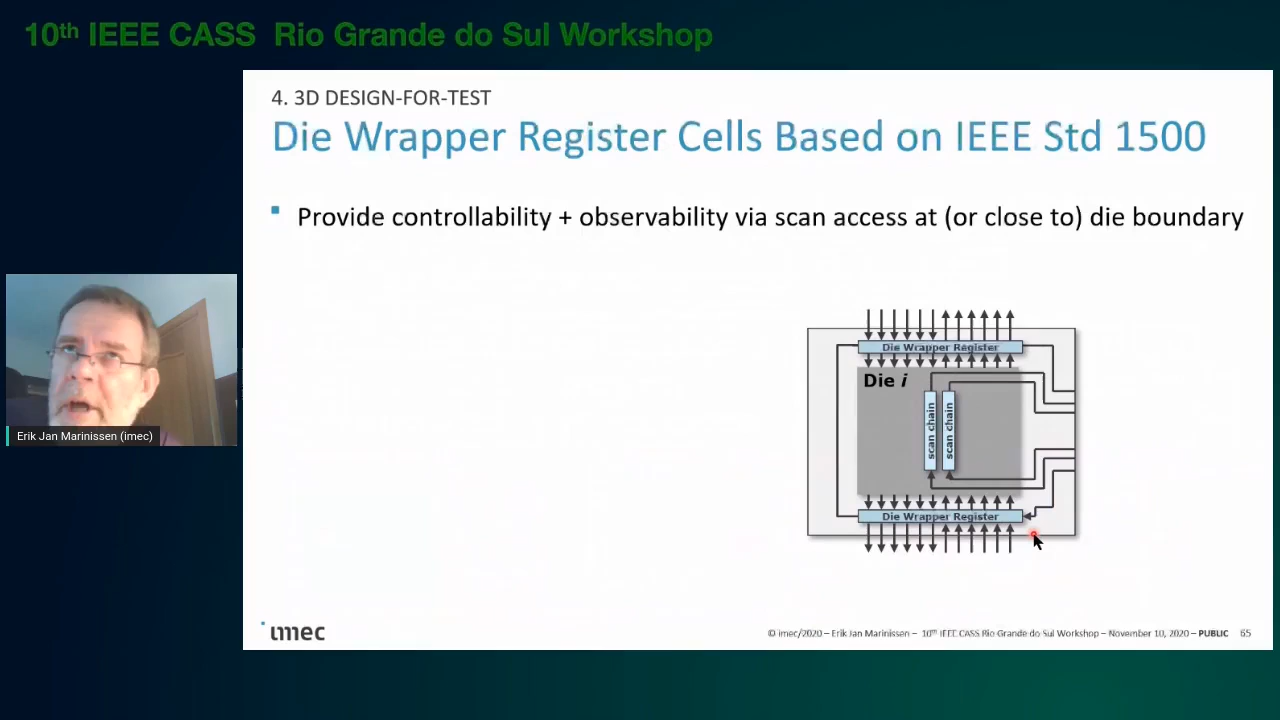 10th IEEE CASS Rio Grande do Sul Workshop
4. 3D DESIGN-FOR-TEST
Die Wrapper Register Cells Based on IEEE Std 1500
▪ Provide controllability + observability via scan access at (or close to) die boundary
Die Wrapper Register
Die i
scan chain
scan chain
Die Wrapper Register
Erik Jan Marinissen (imec)
imec
© imec/2020 – Erik Jan Marinissen – 10th IEEE CASS Rio Grande do Sul Workshop – November 10, 2020 – PUBLIC 65